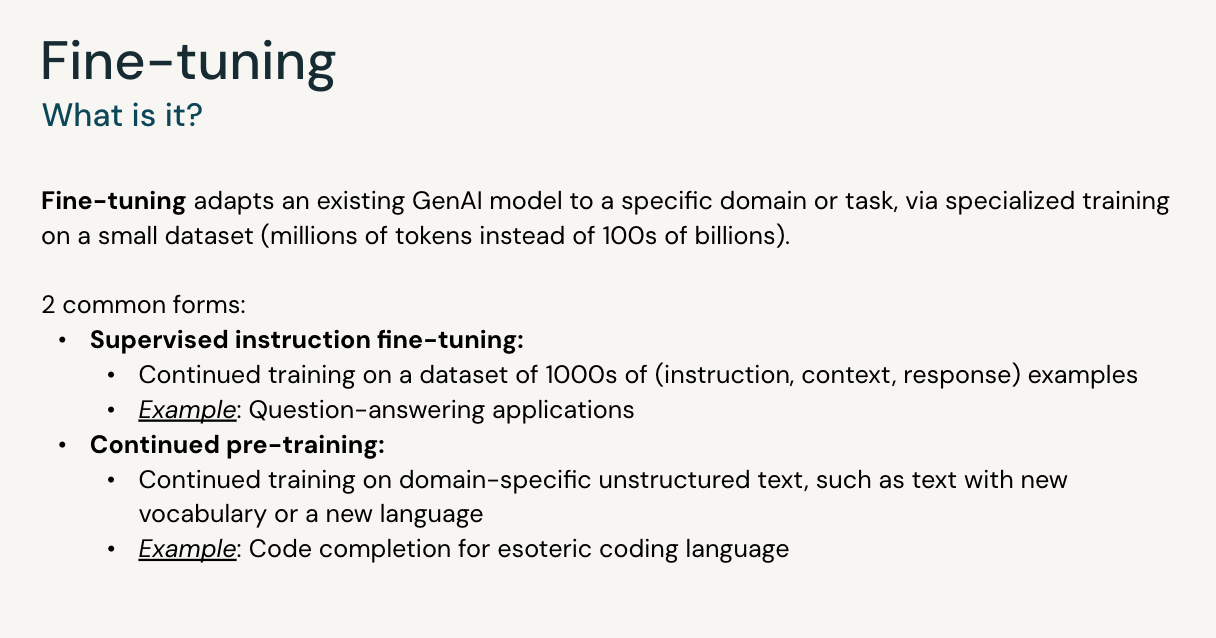 Fine-tuning
What is it?
Fine-tuning adapts an existing GenAI model to a specific domain or task, via specialized training
on a small dataset (millions of tokens instead of 100s of billions).
2 common forms:
• Supervised instruction fine-tuning:
• Continued training on a dataset of 1000s of (instruction, context, response) examples
• Example: Question-answering applications
• Continued pre-training:
• Continued training on domain-specific unstructured text, such as text with new
vocabulary or a new language
• Example: Code completion for esoteric coding language